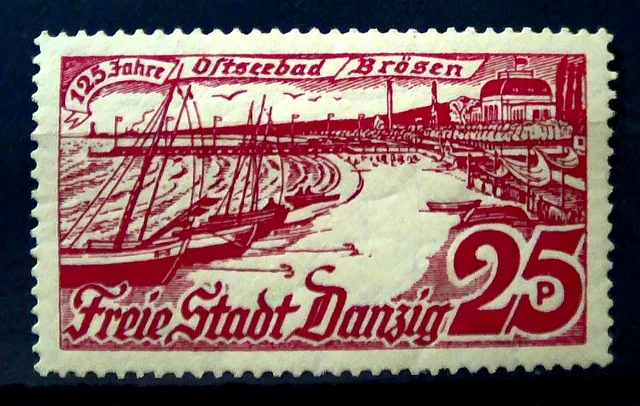 125 Jahre Ostseebad Brösen
Freie Stadt Danzig 25 P